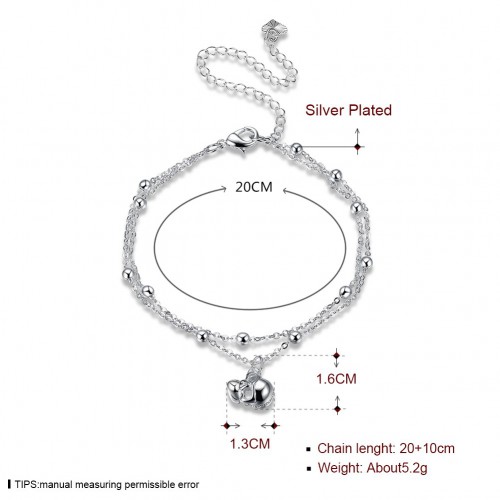 Silver Plated
20CM
1.6CM
1.3CM
• Chain lenght: 20+10cm
• Weight: About5.2g
TIPS:manual measuring permissible error